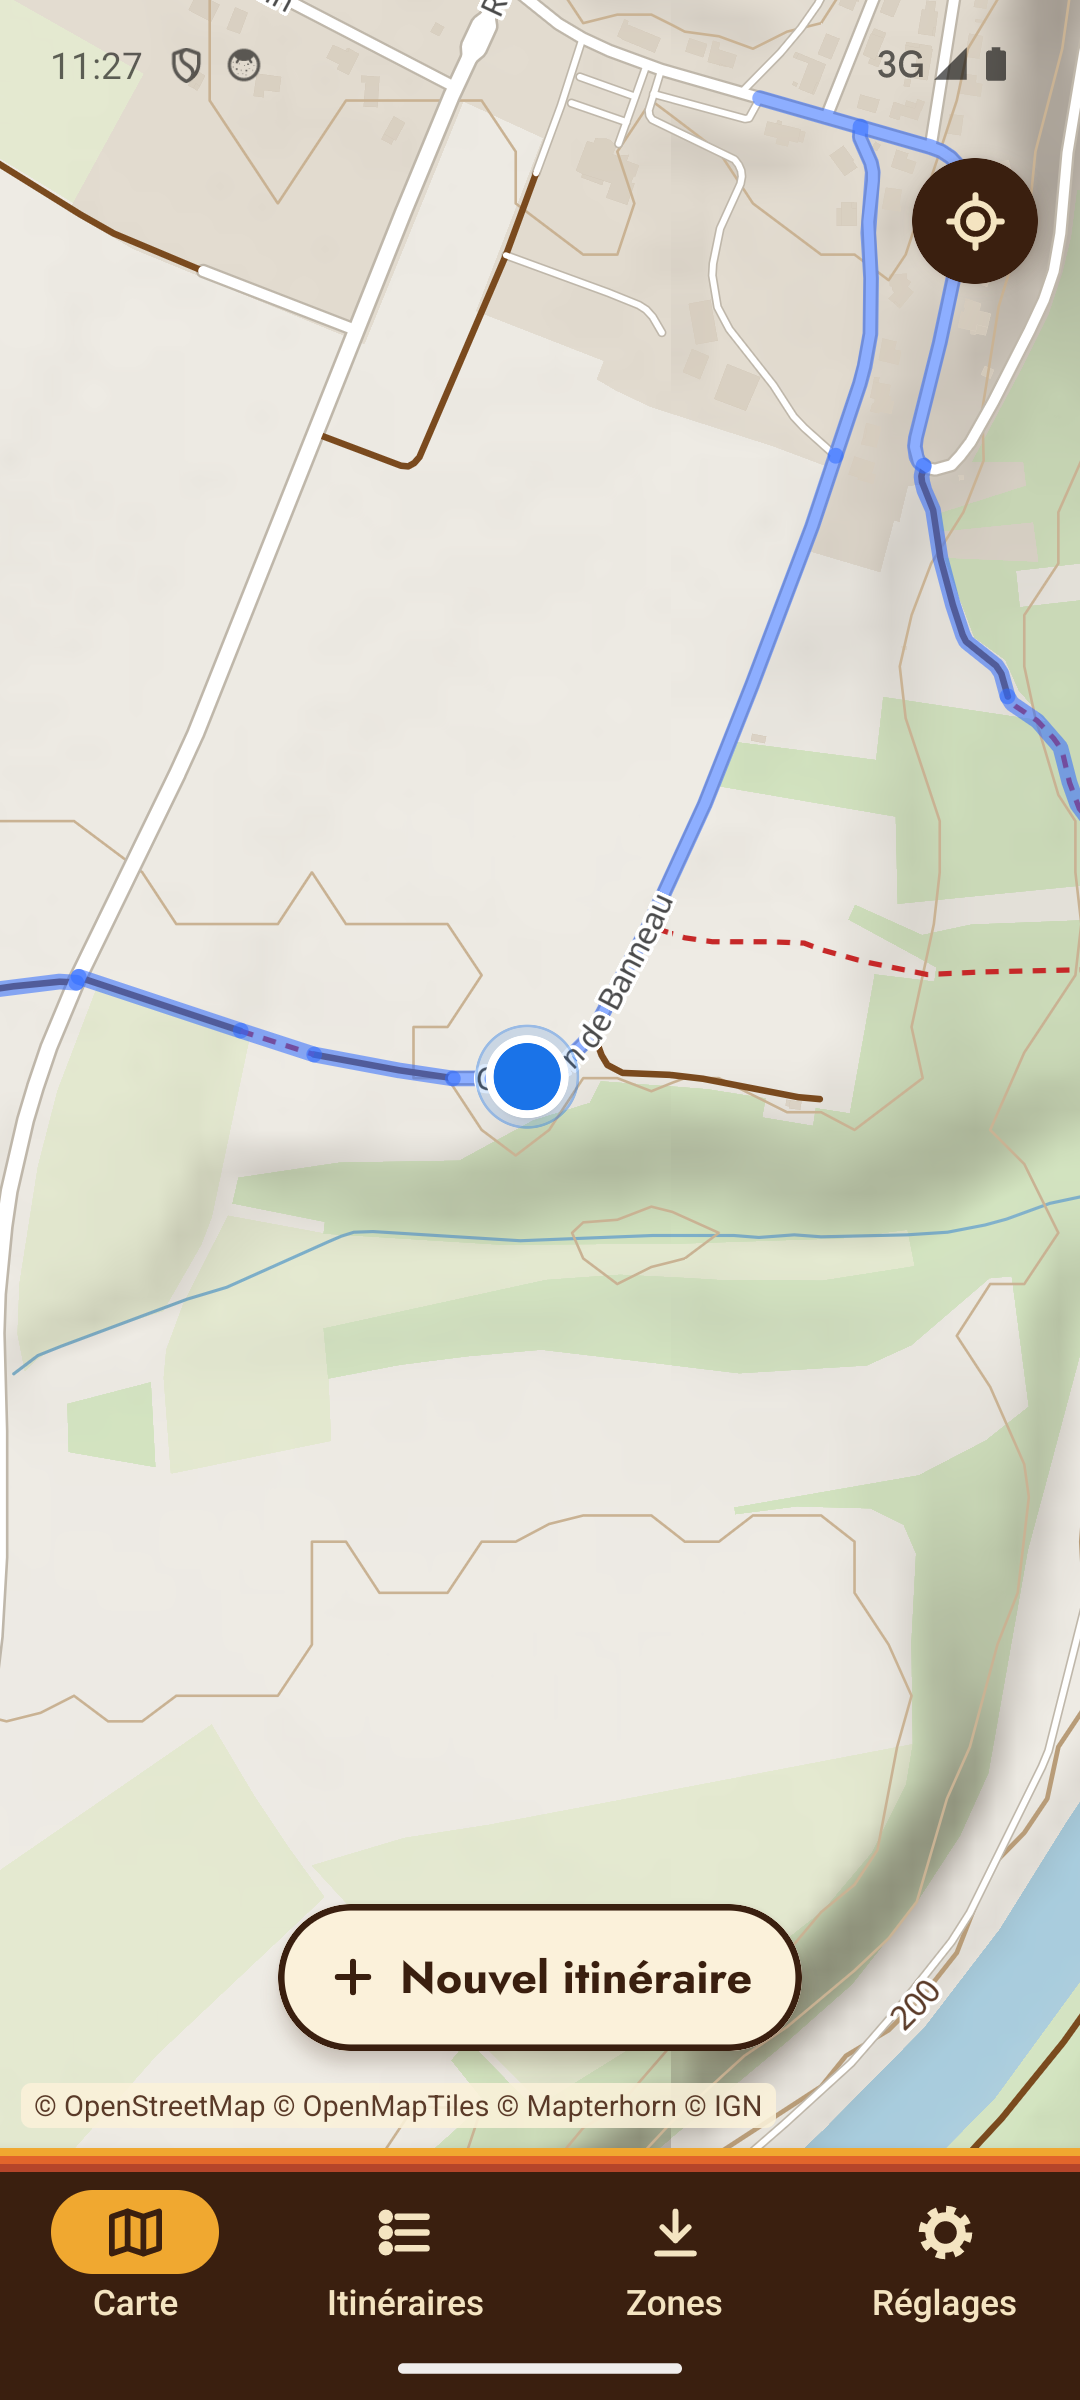 11:27
3G
n de Banneau
200
+ Nouvel itinéraire
© OpenStreetMap © OpenMapTiles © Mapterhorn © IGN
Carte
Itinéraires
Zones
Réglages